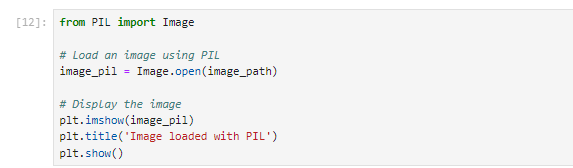 [12]: from PIL import Image
# Load an image using PIL
image_pil = Image.open(image_path)
# Display the image
plt.imshow(image_pil)
plt.title('Image loaded with PIL')
plt.show()